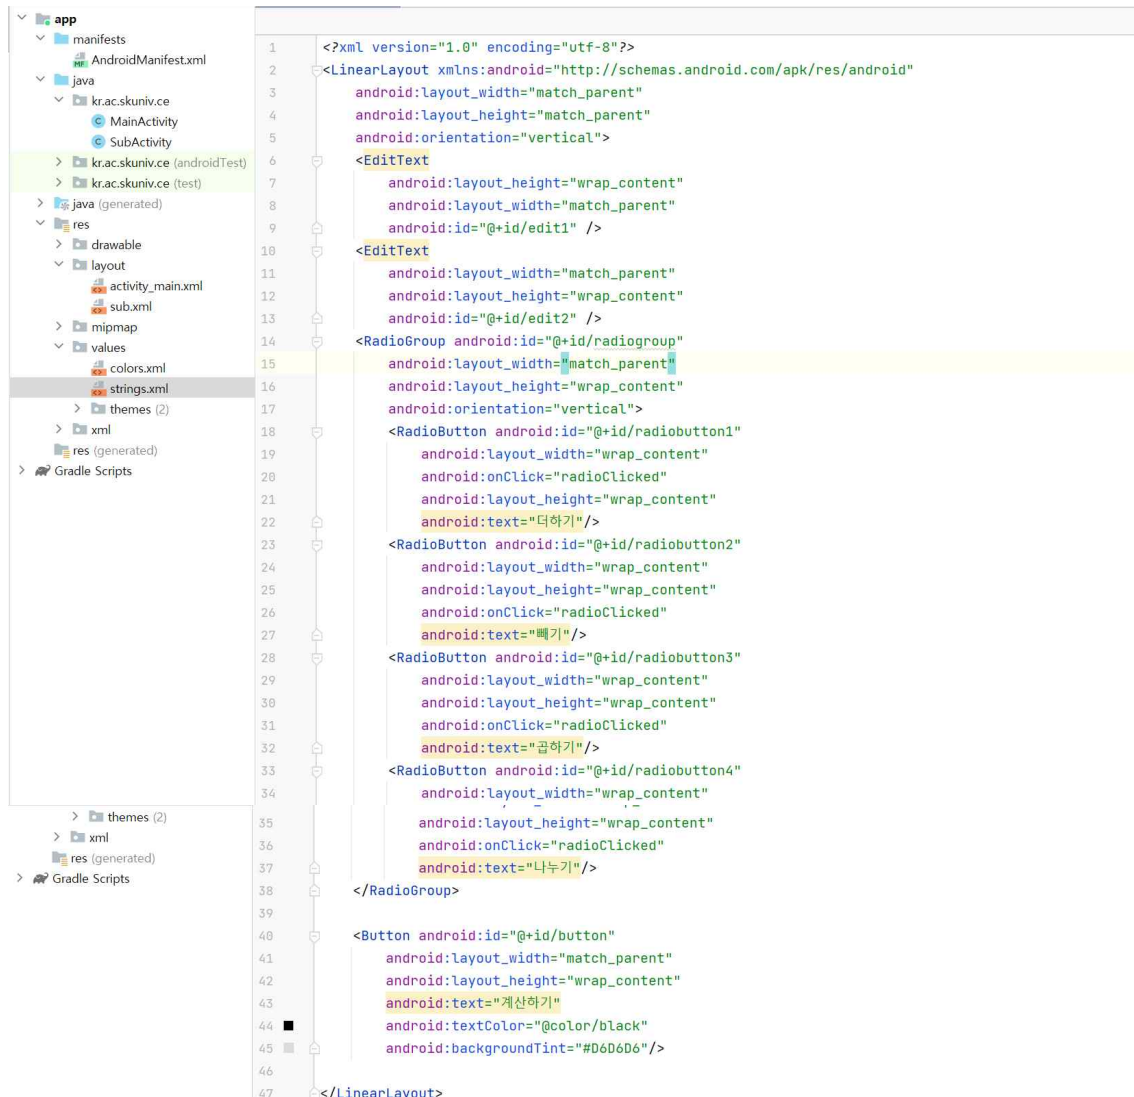 app
manifests
AndroidManifest.xml
java
kr.ac.skuniv.ce
MainActivity
SubActivity
kr.ac.skuniv.ce (androidTest)
kr.ac.skuniv.ce (test)
java (generated)
res
drawable
layout
activity_main.xml
sub.xml
mipmap
values
colors.xml
strings.xml
themes (2)
xml
res (generated)
Gradle Scripts
themes (2)
xml
res (generated)
Gradle Scripts
1 <?xml version="1.0" encoding="utf-8"?>
2 <LinearLayout xmlns:android="http://schemas.android.com/apk/res/android"
3 android:layout_width="match_parent"
4 android:layout_height="match_parent"
5 android:orientation="vertical">
6 <EditText
7 android:layout_height="wrap_content"
8 android:layout_width="match_parent"
9 android:id="@+id/edit1" />
10 <EditText
11 android:layout_width="match_parent"
12 android:layout_height="wrap_content"
13 android:id="@+id/edit2" />
14 <RadioGroup android:id="@+id/radiogroup"
15 android:layout_width="match_parent"
16 android:layout_height="wrap_content"
17 android:orientation="vertical">
18 <RadioButton android:id="@+id/radiobutton1"
19 android:layout_width="wrap_content"
20 android:onClick="radioClicked"
21 android:layout_height="wrap_content"
22 android:text="더하기"/>
23 <RadioButton android:id="@+id/radiobutton2"
24 android:layout_width="wrap_content"
25 android:layout_height="wrap_content"
26 android:onClick="radioClicked"
27 android:text="빼기"/>
28 <RadioButton android:id="@+id/radiobutton3"
29 android:layout_width="wrap_content"
30 android:layout_height="wrap_content"
31 android:onClick="radioClicked"
32 android:text="곱하기"/>
33 <RadioButton android:id="@+id/radiobutton4"
34 android:layout_width="wrap_content"
35 android:layout_height="wrap_content"
36 android:onClick="radioClicked"
37 android:text="나누기"/>
38 </RadioGroup>
39
40 <Button android:id="@+id/button"
41 android:layout_width="match_parent"
42 android:layout_height="wrap_content"
43 android:text="계산하기"
44 android:textColor="@color/black"
45 android:backgroundTint="#D6D6D6"/>
46
47 </LinearLayout>